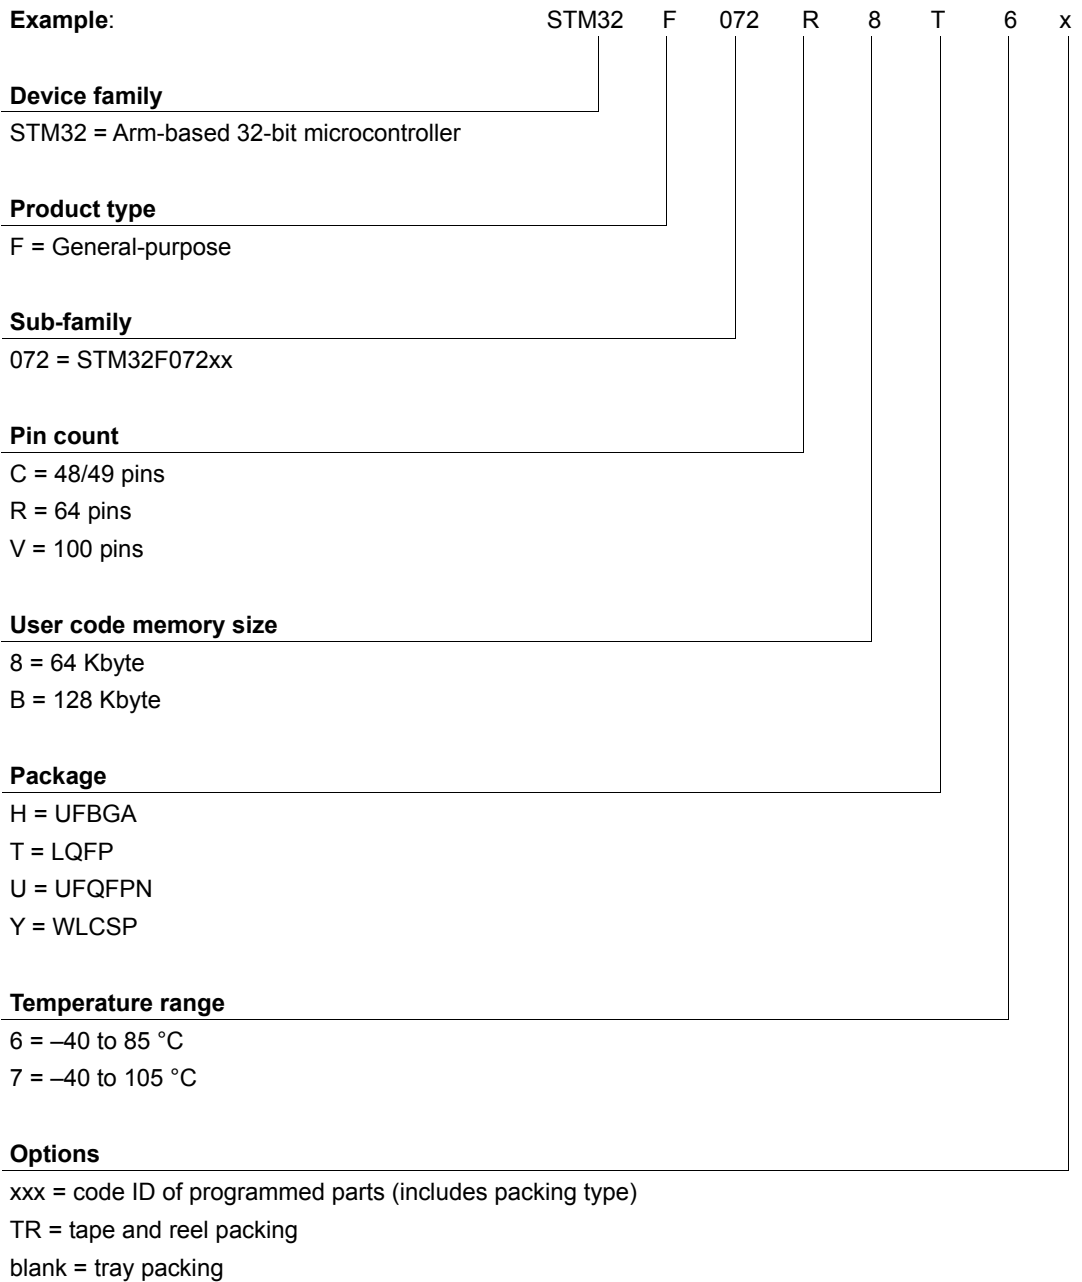 Example: STM32 F 072 R 8 T 6 x
Device family
STM32 = Arm-based 32-bit microcontroller
Product type
F = General-purpose
Sub-family
072 = STM32F072xx
Pin count
C = 48/49 pins
R = 64 pins
V = 100 pins
User code memory size
8 = 64 Kbyte
B = 128 Kbyte
Package
H = UFBGA
T = LQFP
U = UFQFPN
Y = WLCSP
Temperature range
6 = –40 to 85 °C
7 = –40 to 105 °C
Options
xxx = code ID of programmed parts (includes packing type)
TR = tape and reel packing
blank = tray packing